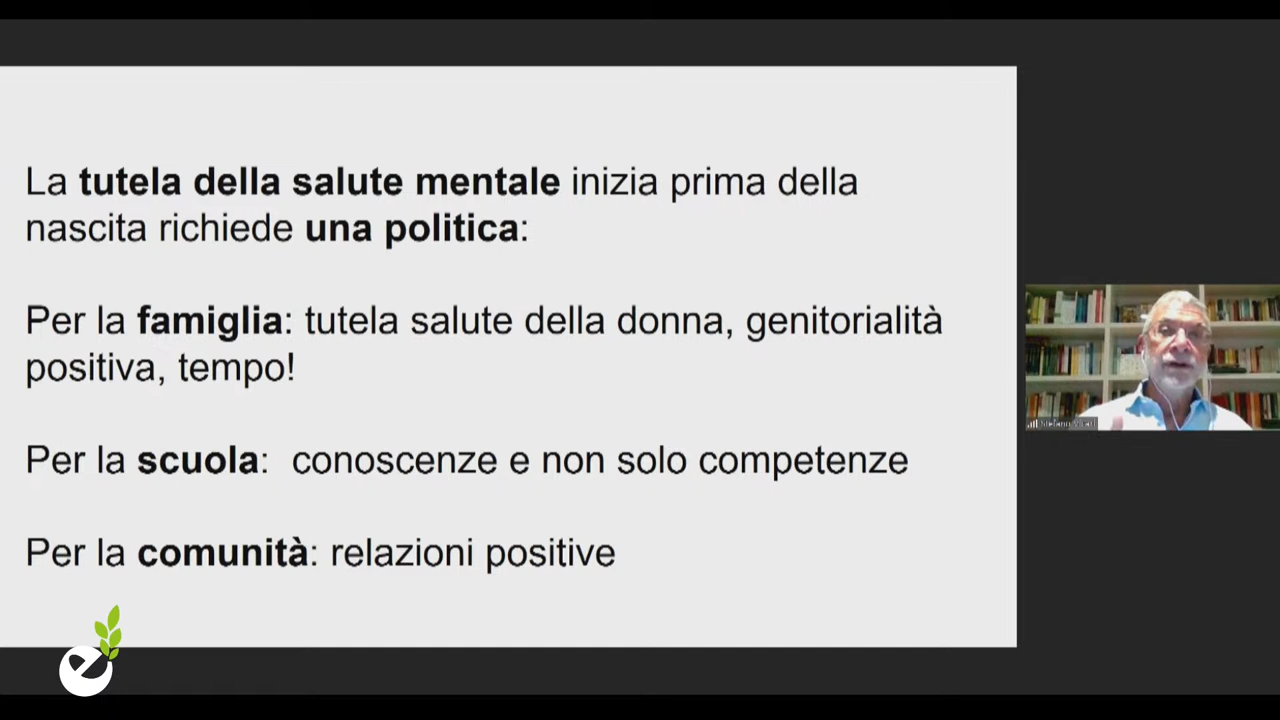 La tutela della salute mentale inizia prima della
nascita richiede una politica:
Per la famiglia: tutela salute della donna, genitorialità
positiva, tempo!
Per la scuola:  conoscenze e non solo competenze
Per la comunità: relazioni positive
Stefano
e